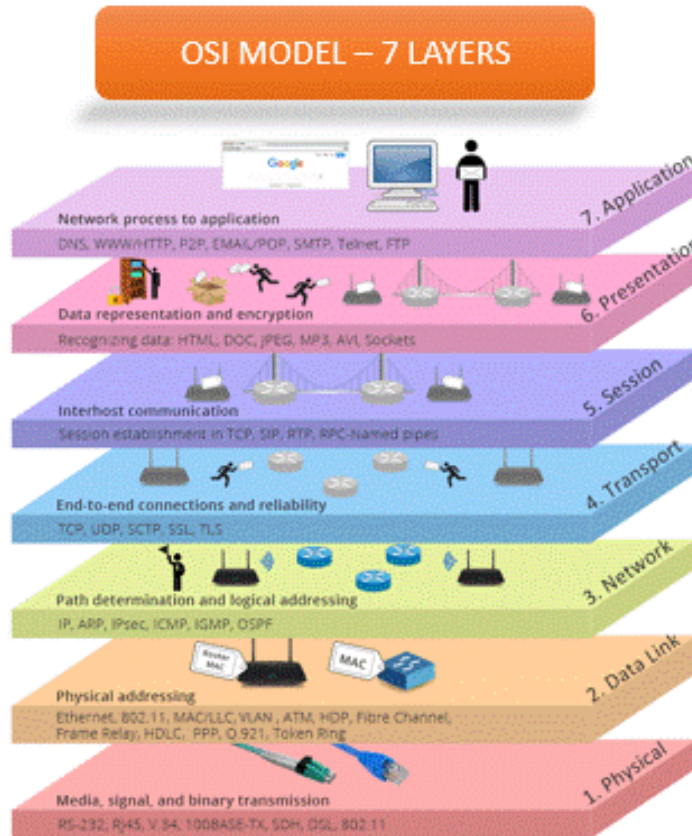 OSI MODEL – 7 LAYERS
Google
7. Application
Network process to application
DNS, WWW/HTTP, P2P, EMAIL/POP, SMTP, Telnet, FTP
6. Presentation
Data representation and encryption
Recognizing data: HTML, DOC, JPEG, MP3, AVI, Sockets
5. Session
Interhost communication
Session establishment in TCP, SIP, RTP, RPC-Named pipes
4. Transport
End-to-end connections and reliability
TCP, UDP, SCTP, SSL, TLS
3. Network
Path determination and logical addressing
IP, ARP, IPsec, ICMP, IGMP, OSPF
Router
MAC
MAC
2. Data Link
Physical addressing
Ethernet, 802.11, MAC/LLC, VLAN , ATM, HDP, Fibre Channel,
Frame Relay, HDLC, PPP, Q.921, Token Ring
1. Physical
Media, signal, and binary transmission
RS-232, RJ45, V.34, 100BASE-TX, SDH, DSL, 802.11